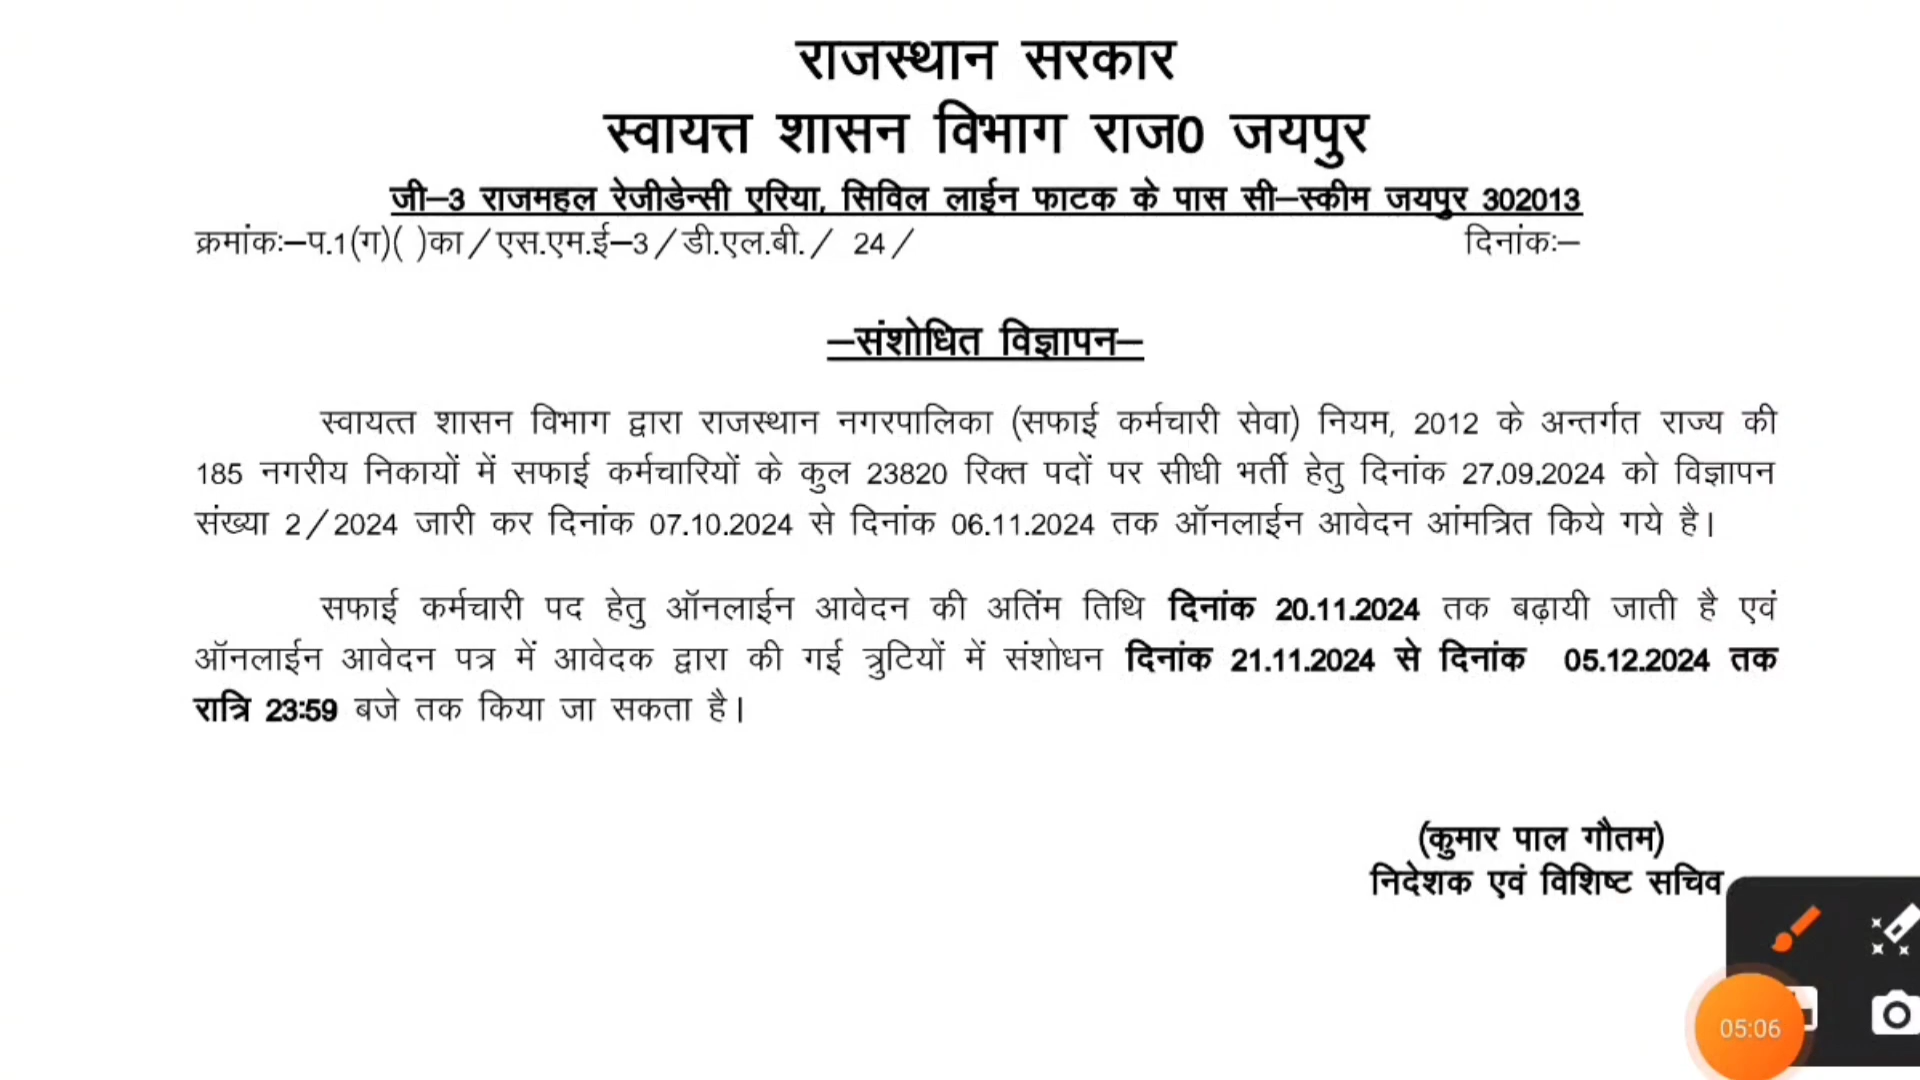 राजस्थान सरकार
स्वायत्त शासन विभाग राज0 जयपुर
जी–3 राजमहल रेजीडेन्सी एरिया, सिविल लाईन फाटक के पास सी–स्कीम जयपुर 302013
क्रमांकः–प.1(ग)( )का/एस.एम.ई–3/डी.एल.बी./ 24/ दिनांकः–
–संशोधित विज्ञापन–
स्वायत्त शासन विभाग द्वारा राजस्थान नगरपालिका (सफाई कर्मचारी सेवा) नियम, 2012 के अन्तर्गत राज्य की
185 नगरीय निकायों में सफाई कर्मचारियों के कुल 23820 रिक्त पदों पर सीधी भर्ती हेतु दिनांक 27.09.2024 को विज्ञापन
संख्या 2/2024 जारी कर दिनांक 07.10.2024 से दिनांक 06.11.2024 तक ऑनलाईन आवेदन आंमत्रित किये गये है।
सफाई कर्मचारी पद हेतु ऑनलाईन आवेदन की अतिंम तिथि दिनांक 20.11.2024 तक बढ़ायी जाती है एवं
ऑनलाईन आवेदन पत्र में आवेदक द्वारा की गई त्रुटियों में संशोधन दिनांक 21.11.2024 से दिनांक 05.12.2024 तक
रात्रि 23:59 बजे तक किया जा सकता है।
(कुमार पाल गौतम)
निदेशक एवं विशिष्ट सचिव
05:06